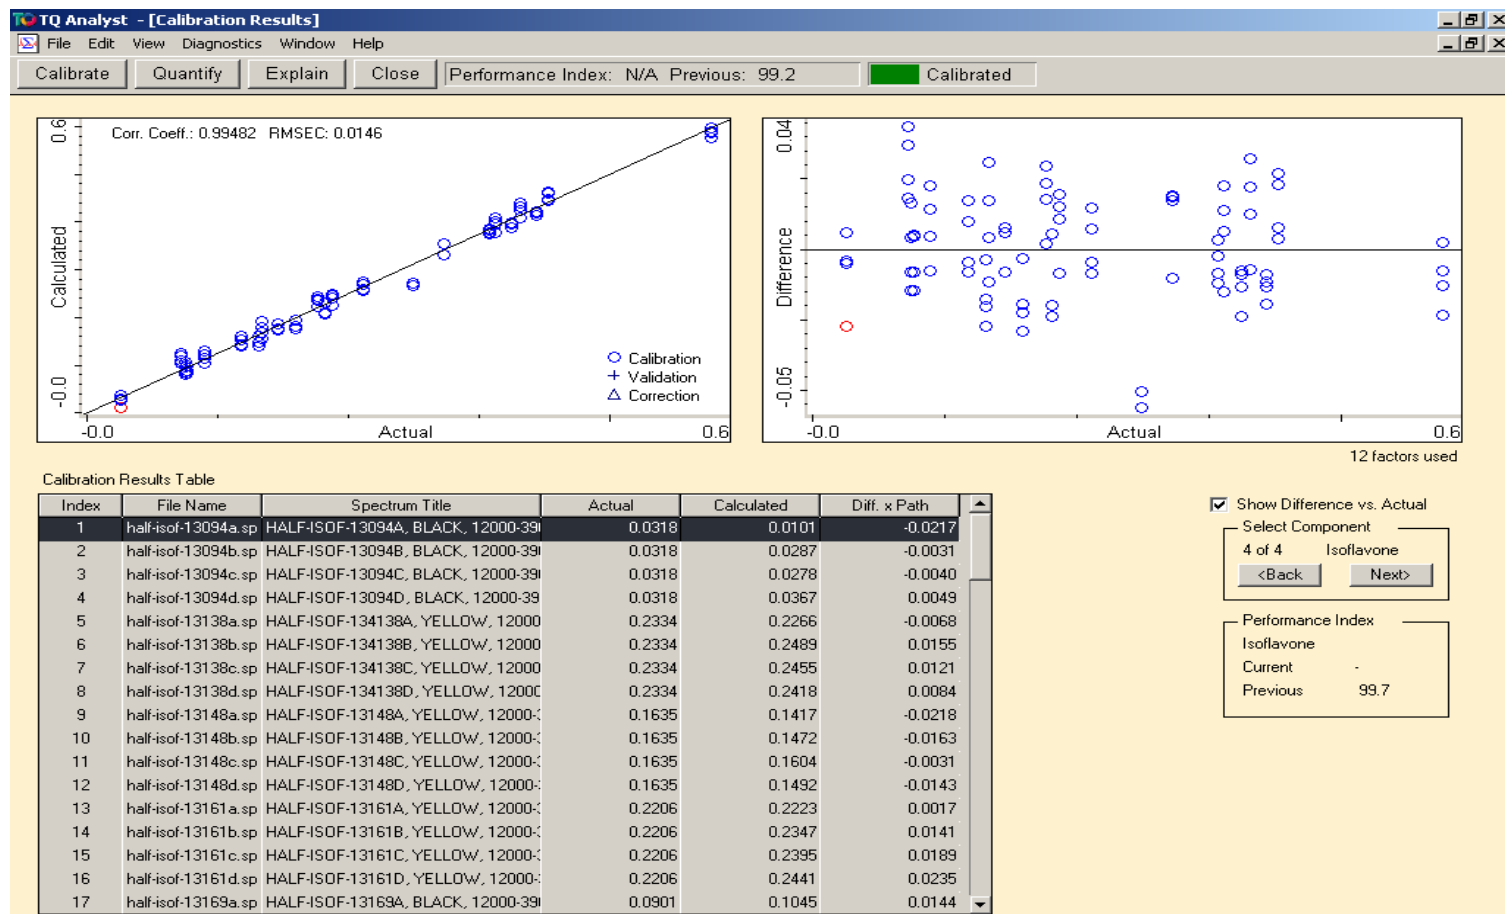 TQ Analyst - [Calibration Results]
File Edit View Diagnostics Window Help
Calibrate Quantify Explain Close Performance Index: N/A Previous: 99.2 Calibrated
Corr. Coeff.: 0.99482 RMSEC: 0.0146
0.6
Calculated
-0.0
Calibration
Validation
Correction
-0.0 Actual 0.6
0.04
Difference
-0.05
-0.0 Actual 0.6
12 factors used
Calibration Results Table
Index File Name Spectrum Title Actual Calculated Diff. x Path
1 half-isof-13094a.sp HALF-ISOF-13094A, BLACK, 12000-39 0.0318 0.0101 -0.0217
2 half-isof-13094b.sp HALF-ISOF-13094B, BLACK, 12000-39 0.0318 0.0287 -0.0031
3 half-isof-13094c.sp HALF-ISOF-13094C, BLACK, 12000-39 0.0318 0.0278 -0.0040
4 half-isof-13094d.sp HALF-ISOF-13094D, BLACK, 12000-39 0.0318 0.0367 0.0049
5 half-isof-13138a.sp HALF-ISOF-134138A, YELLOW, 12000 0.2334 0.2266 -0.0068
6 half-isof-13138b.sp HALF-ISOF-134138B, YELLOW, 12000 0.2334 0.2489 0.0155
7 half-isof-13138c.sp HALF-ISOF-134138C, YELLOW, 12000 0.2334 0.2455 0.0121
8 half-isof-13138d.sp HALF-ISOF-134138D, YELLOW, 12000 0.2334 0.2418 0.0084
9 half-isof-13148a.sp HALF-ISOF-13148A, YELLOW, 12000- 0.1635 0.1417 -0.0218
10 half-isof-13148b.sp HALF-ISOF-13148B, YELLOW, 12000- 0.1635 0.1472 -0.0163
11 half-isof-13148c.sp HALF-ISOF-13148C, YELLOW, 12000- 0.1635 0.1604 -0.0031
12 half-isof-13148d.sp HALF-ISOF-13148D, YELLOW, 12000- 0.1635 0.1492 -0.0143
13 half-isof-13161a.sp HALF-ISOF-13161A, YELLOW, 12000- 0.2206 0.2223 0.0017
14 half-isof-13161b.sp HALF-ISOF-13161B, YELLOW, 12000- 0.2206 0.2347 0.0141
15 half-isof-13161c.sp HALF-ISOF-13161C, YELLOW, 12000- 0.2206 0.2395 0.0189
16 half-isof-13161d.sp HALF-ISOF-13161D, YELLOW, 12000- 0.2206 0.2441 0.0235
17 half-isof-13169a.sp HALF-ISOF-13169A, BLACK, 12000-39 0.0901 0.1045 0.0144
Show Difference vs. Actual
Select Component
4 of 4 Isoflavone
<Back Next>
Performance Index
Isoflavone
Current -
Previous 99.7